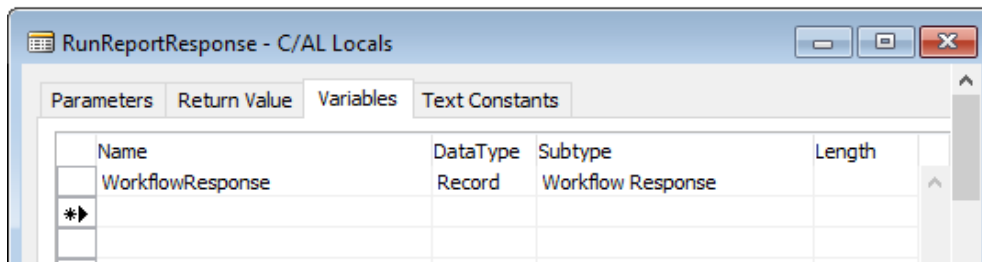 RunReportResponse - C/AL Locals
Parameters Return Value Variables Text Constants
Name DataType Subtype Length
WorkflowResponse Record Workflow Response